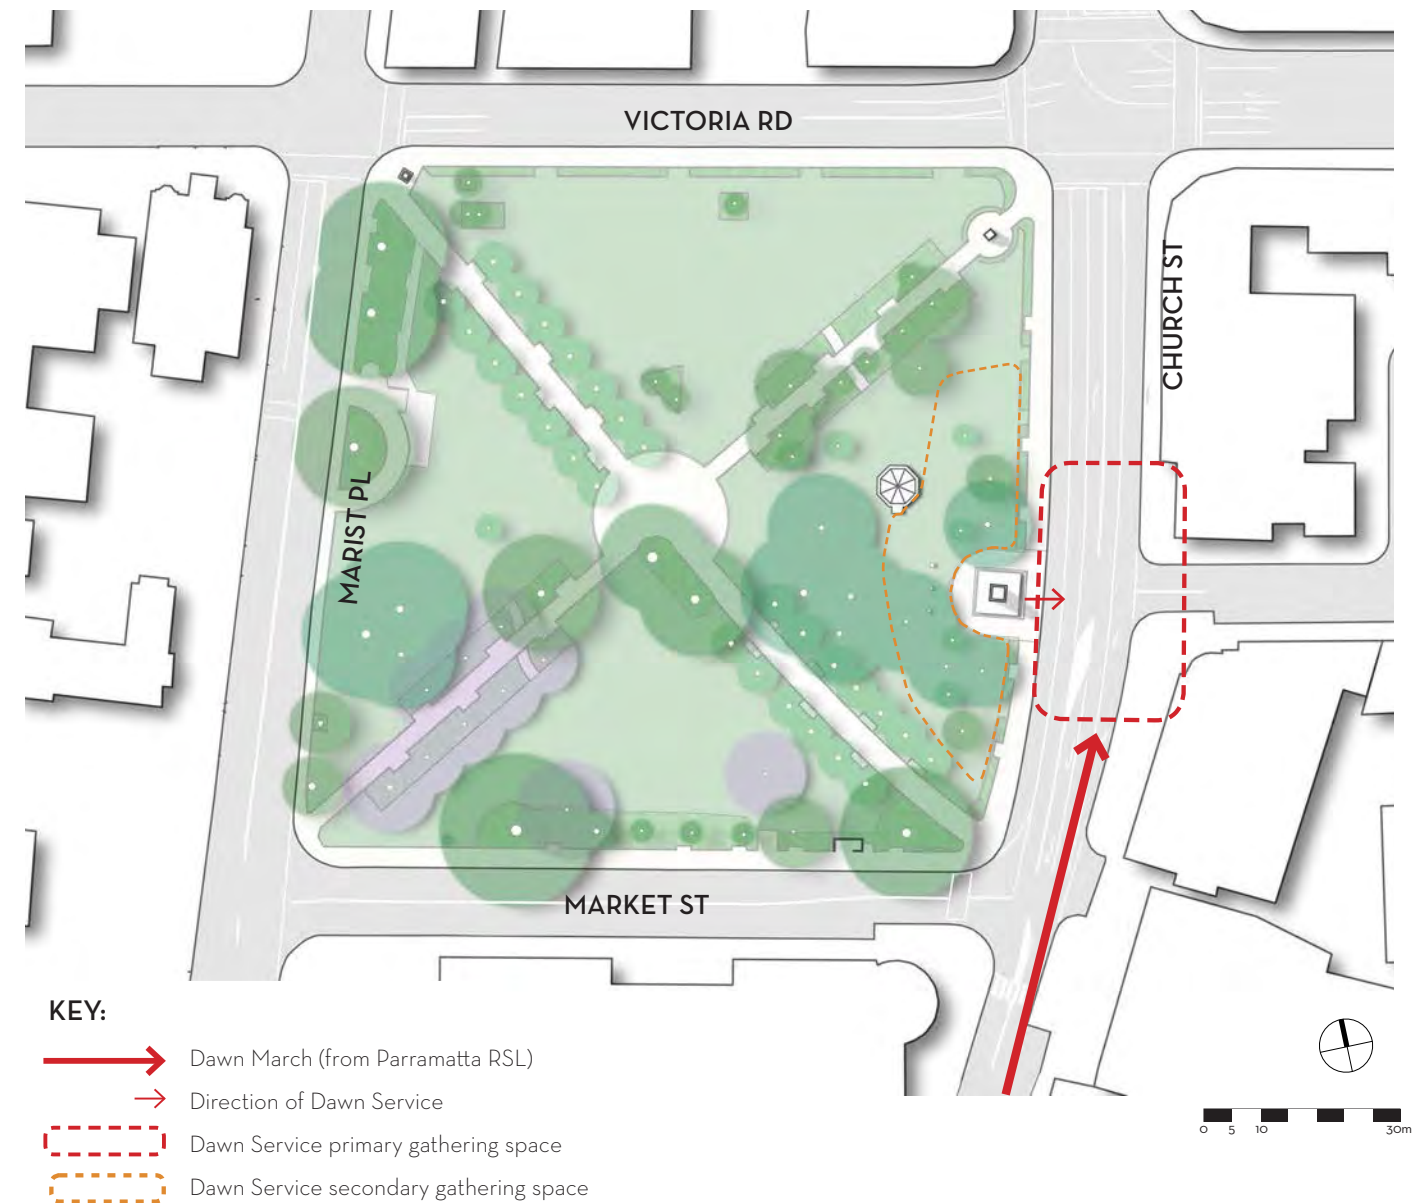 VICTORIA RD
CHURCH ST
MARIST PL
MARKET ST
KEY:
Dawn March (from Parramatta RSL)
Direction of Dawn Service
Dawn Service primary gathering space
Dawn Service secondary gathering space
0 5 10 30m